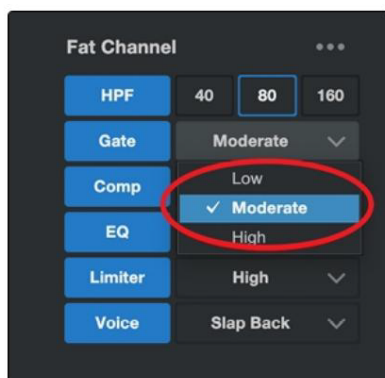 Fat Channel
HPF 40 80 160
Gate Moderate
Low
Comp
Moderate
EQ
High
Limiter High
Voice Slap Back